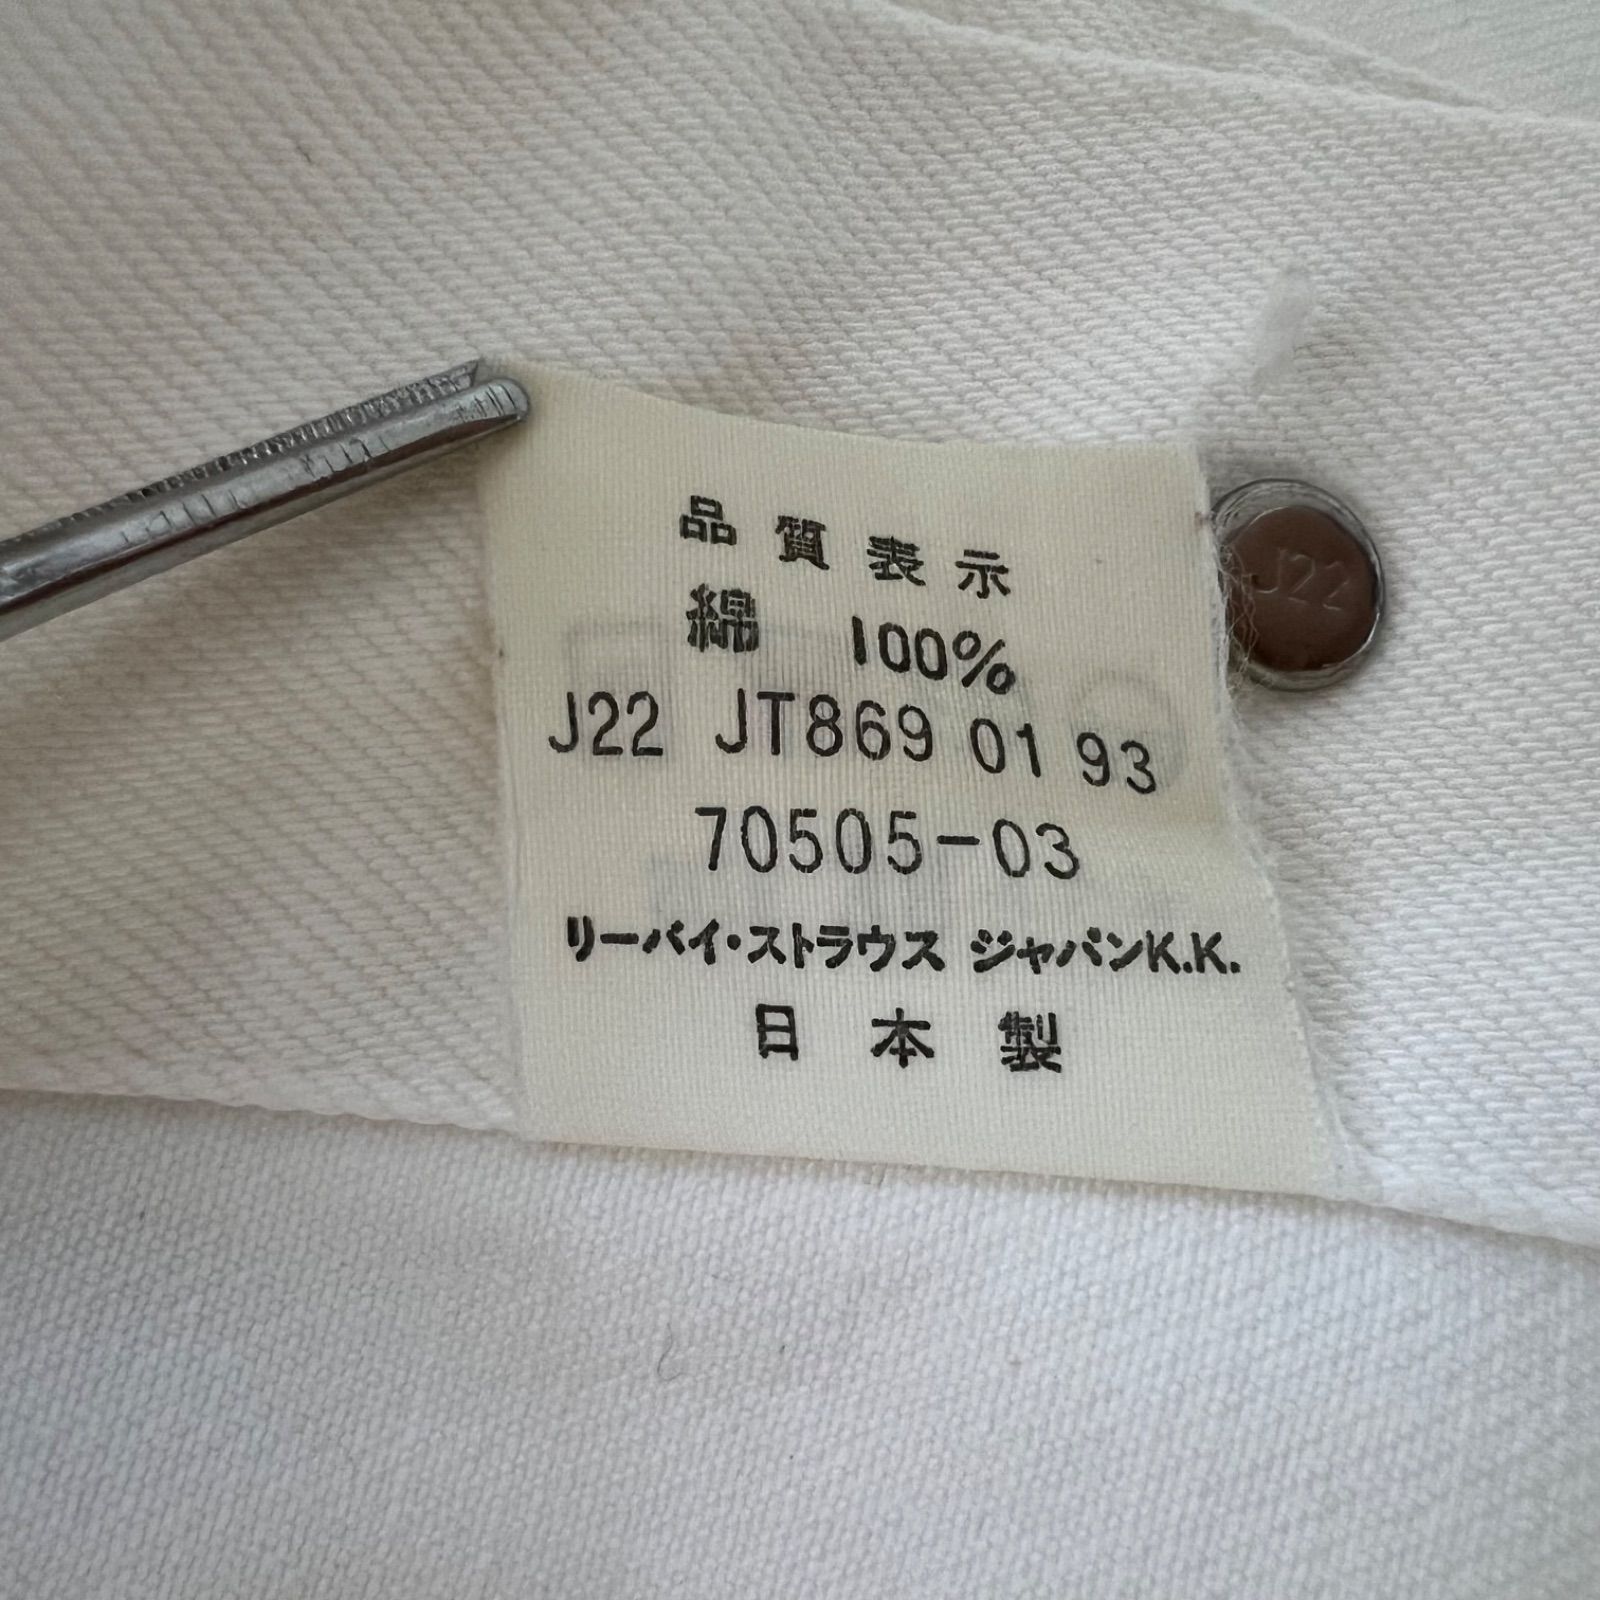 品質表示
綿 100%
J22 JT869 01 93
70505-03
リーバイ・ストラウス ジャパンK.K.
日本製
J22